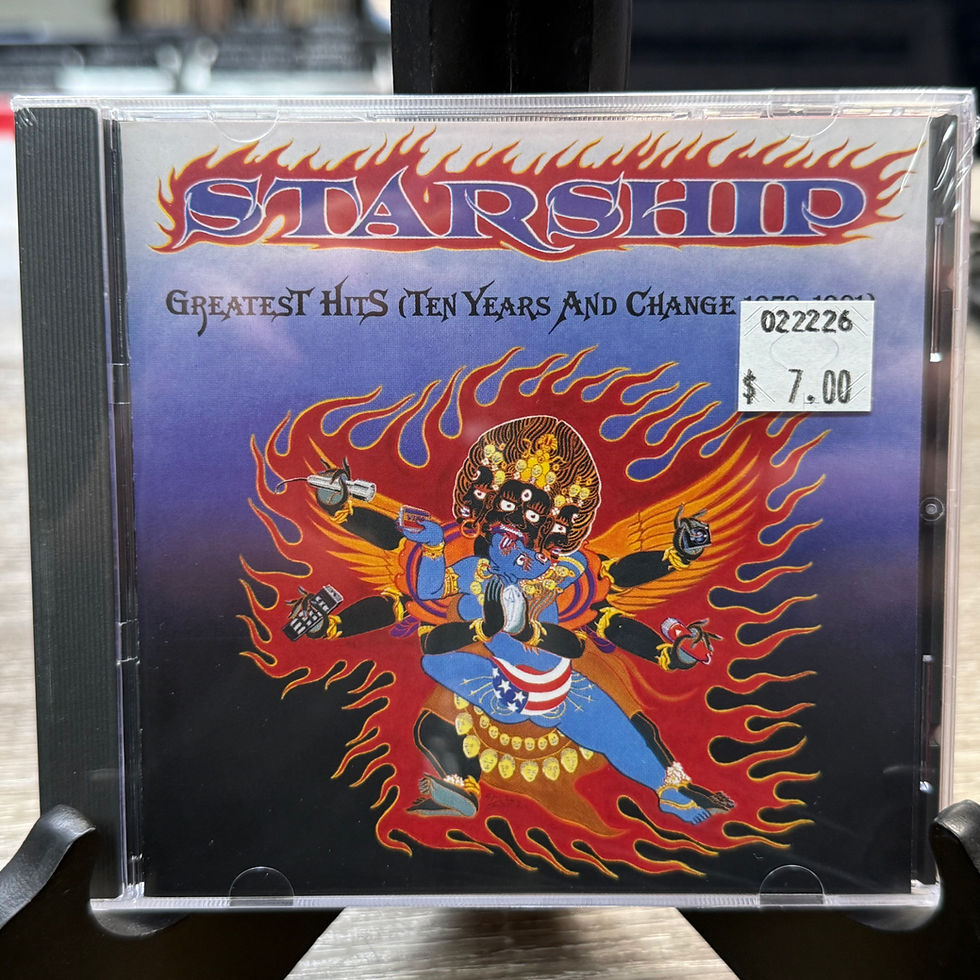 STARSHIP
GREATEST HITS (TEN YEARS AND CHANGE
022226
$ 7.00